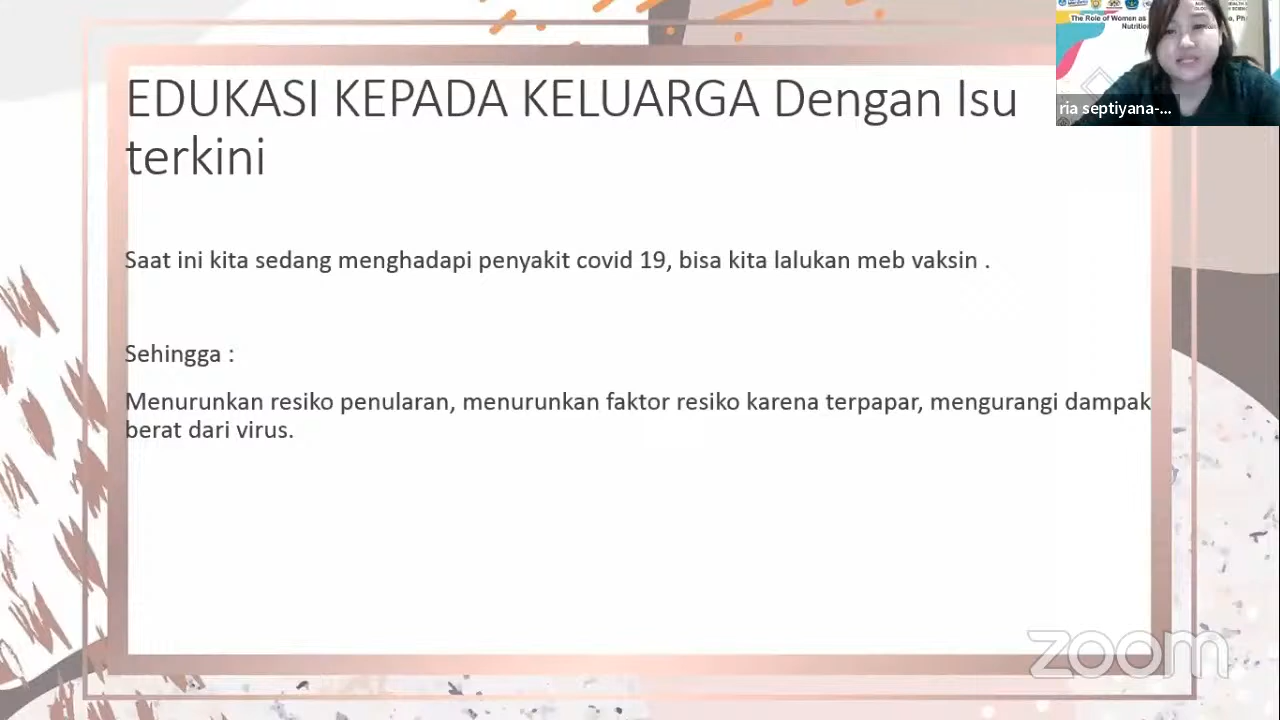 EDUKASI KEPADA KELUARGA Dengan Isu
terkini
Saat ini kita sedang menghadapi penyakit covid 19, bisa kita lalukan meb vaksin .
Sehingga :
Menurunkan resiko penularan, menurunkan faktor resiko karena terpapar, mengurangi dampak
berat dari virus.
The Role of Women as
Nutrition
ria septiyana-...
zoom